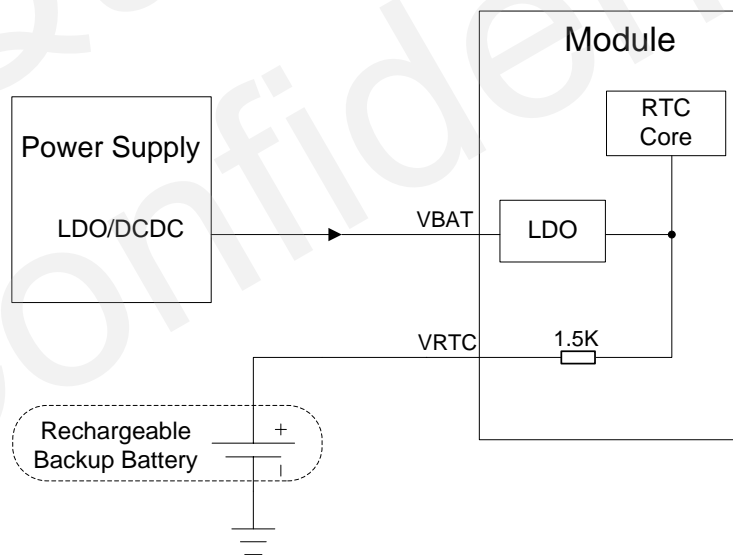 Module
RTC
Core
Power Supply
LDO/DCDC
VBAT
LDO
VRTC
1.5K
Rechargeable
Backup Battery
+
-